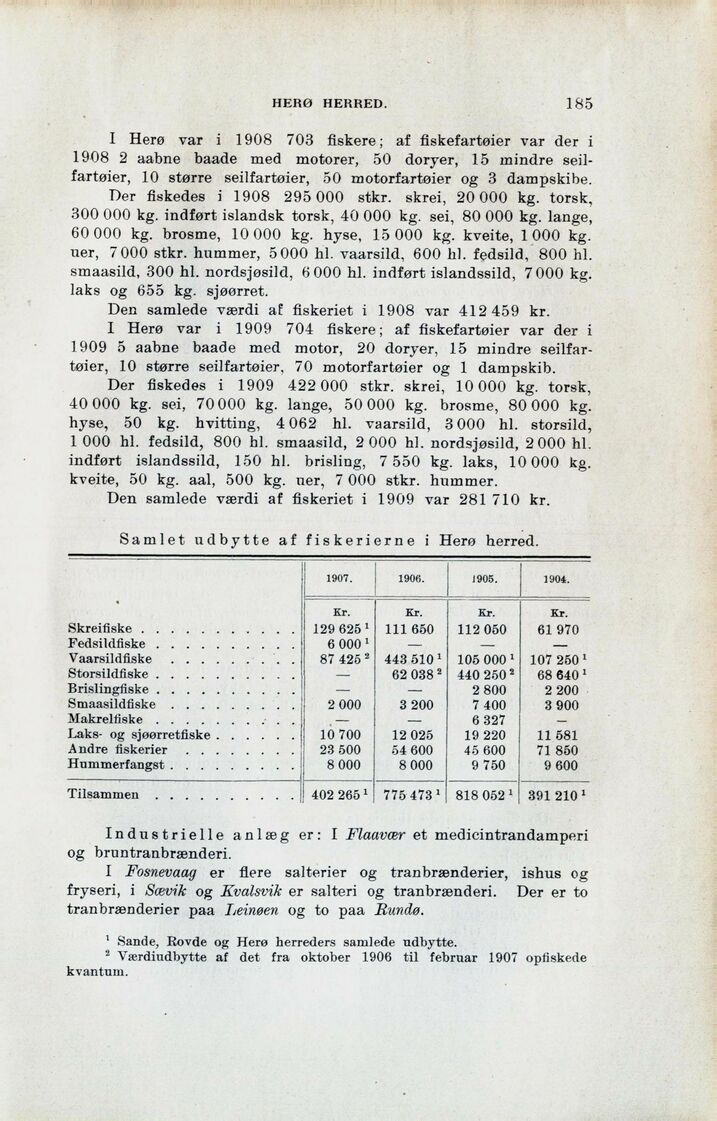 HERØ HERRED. 185
I Herø var i 1908 703 fiskere; af fiskefartøier var der i
1908 2 aabne baade med motorer, 50 doryer, 15 mindre seil-
fartøier, 10 større seilfartøier, 50 motorfartøier og 3 dampskibe.
Der fiskedes i 1908 295 000 stkr. skrei, 20 000 kg. torsk,
300 000 kg. indført islandsk torsk, 40 000 kg. sei, 80 000 kg. lange,
60 000 kg. brosme, 10 000 kg. hyse, 15 000 kg. kveite, 1 000 kg.
uer, 7 000 stkr. hummer, 5 000 hl. vaarsild, 600 hl. fedsild, 800 hl.
smaasild, 300 hl. nordsjøsild, 6 000 hl. indført islandssild, 7 000 kg.
laks og 655 kg. sjøørret.
Den samlede værdi af fiskeriet i 1908 var 412 459 kr.
I Herø var i 1909 704 fiskere; af fiskefartøier var der i
1909 5 aabne baade med motor, 20 doryer, 15 mindre seilfar-
tøier, 10 større seilfartøier, 70 motorfartøier og 1 dampskib.
Der fiskedes i 1909 422 000 stkr. skrei, 10 000 kg. torsk,
40 000 kg. sei, 70 000 kg. lange, 50 000 kg. brosme, 80 000 kg.
hyse, 50 kg. hvitting, 4 062 hl. vaarsild, 3 000 hl. storsild,
1 000 hl. fedsild, 800 hl. smaasild, 2 000 hl. nordsjøsild, 2 000 hl.
indført islandssild, 150 hl. brisling, 7 550 kg. laks, 10 000 kg.
kveite, 50 kg. aal, 500 kg. uer, 7 000 stkr. hummer.
Den samlede værdi af fiskeriet i 1909 var 281 710 kr.
Samlet udbytte af fiskerierne i Herø herred.
1907. 1906. 1905. 1904.
Kr. Kr. Kr. Kr.
Skreifiske . . . . . . . . . . . 129 625 ¹ 111 650 112 050 61 970
Fedsildfiske . . . . . . . . . . 6 000 ¹ — — —
Vaarsildfiske . . . . . . . . . 87 425 ² 443 510 ¹ 105 000 ¹ 107 250 ¹
Storsildfiske . . . . . . . . . . — 62 038 ² 440 250 ² 68 640 ¹
Brislingfiske . . . . . . . . . . — — 2 800 2 200
Smaasildfiske . . . . . . . . . 2 000 3 200 7 400 3 900
Makrelfiske . . . . . . . . . . — — 6 327 —
Laks- og sjøørretfiske . . . . . . 10 700 12 025 19 220 11 581
Andre fiskerier . . . . . . . . 23 500 54 600 45 600 71 850
Hummerfangst . . . . . . . . . 8 000 8 000 9 750 9 600
Tilsammen . . . . . . . . . . 402 265 ¹ 775 473 ¹ 818 052 ¹ 391 210 ¹
Industrielle anlæg er: I Flaavær et medicintrandamperi
og bruntranbrænderi.
I Fosnevaag er flere salterier og tranbrænderier, ishus og
fryseri, i Sævik og Kvalsvik er salteri og tranbrænderi. Der er to
tranbrænderier paa Leinøen og to paa Rundø.
¹ Sande, Rovde og Herø herreders samlede udbytte.
² Værdiudbytte af det fra oktober 1906 til februar 1907 opfiskede
kvantum.